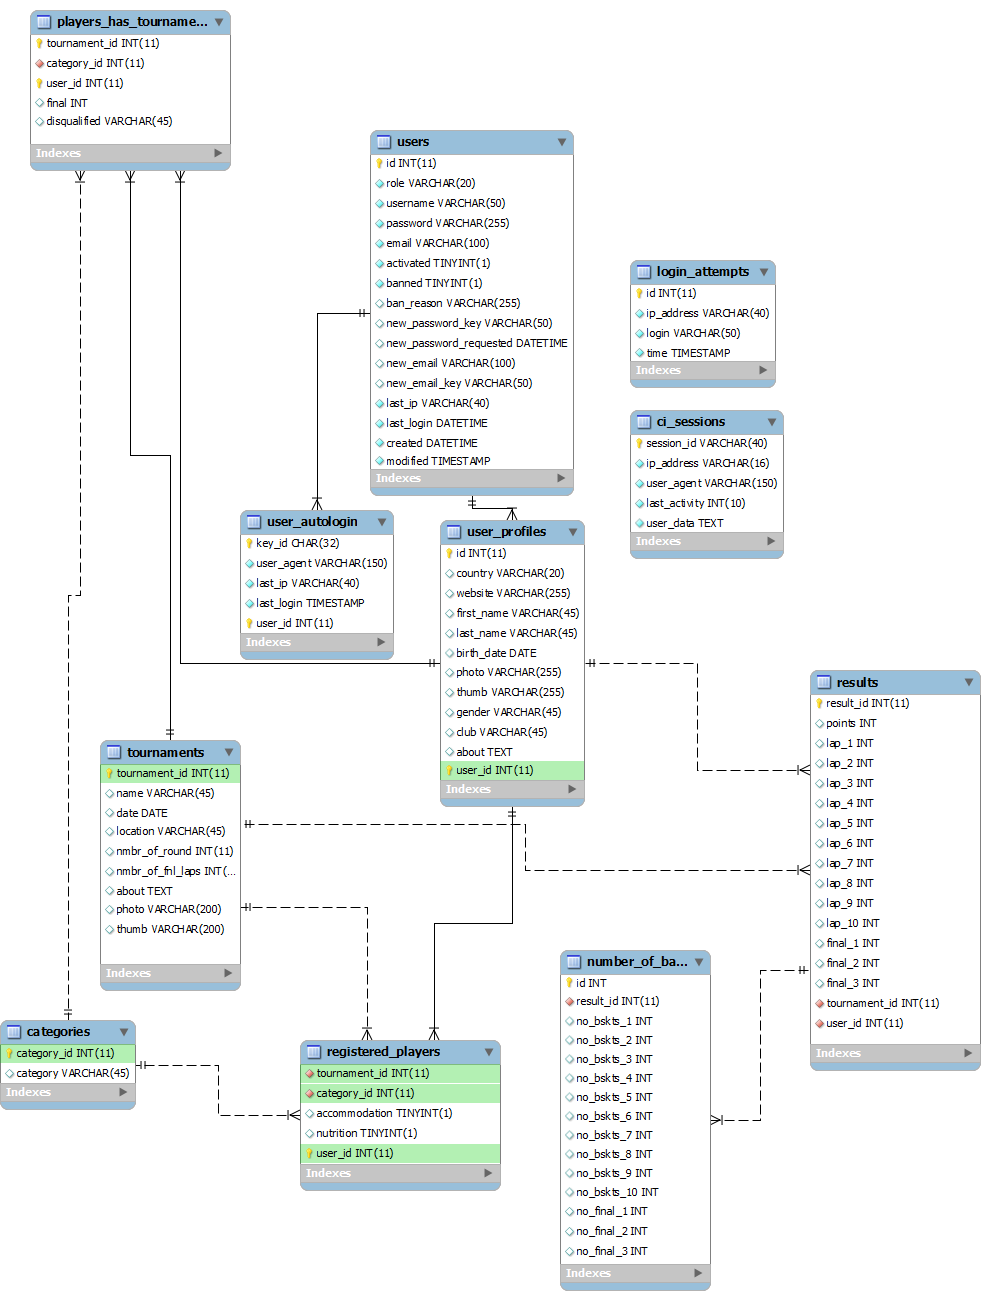 players_has_tourname...
tournament_id INT(11)
category_id INT(11)
user_id INT(11)
final INT
disqualified VARCHAR(45)
Indexes
users
id INT(11)
role VARCHAR(20)
username VARCHAR(50)
password VARCHAR(255)
email VARCHAR(100)
activated TINYINT(1)
banned TINYINT(1)
ban_reason VARCHAR(255)
new_password_key VARCHAR(50)
new_password_requested DATETIME
new_email VARCHAR(100)
new_email_key VARCHAR(50)
last_ip VARCHAR(40)
last_login DATETIME
created DATETIME
modified TIMESTAMP
Indexes
login_attempts
id INT(11)
ip_address VARCHAR(40)
login VARCHAR(50)
time TIMESTAMP
Indexes
ci_sessions
session_id VARCHAR(40)
ip_address VARCHAR(16)
user_agent VARCHAR(150)
last_activity INT(10)
user_data TEXT
Indexes
user_autologin
key_id CHAR(32)
user_agent VARCHAR(150)
last_ip VARCHAR(40)
last_login TIMESTAMP
user_id INT(11)
Indexes
user_profiles
id INT(11)
country VARCHAR(20)
website VARCHAR(255)
first_name VARCHAR(45)
last_name VARCHAR(45)
birth_date DATE
photo VARCHAR(255)
thumb VARCHAR(255)
gender VARCHAR(45)
club VARCHAR(45)
about TEXT
user_id INT(11)
Indexes
results
result_id INT(11)
points INT
lap_1 INT
lap_2 INT
lap_3 INT
lap_4 INT
lap_5 INT
lap_6 INT
lap_7 INT
lap_8 INT
lap_9 INT
lap_10 INT
final_1 INT
final_2 INT
final_3 INT
tournament_id INT(11)
user_id INT(11)
Indexes
tournaments
tournament_id INT(11)
name VARCHAR(45)
date DATE
location VARCHAR(45)
nmbr_of_round INT(11)
nmbr_of_fnl_laps INT(...
about TEXT
photo VARCHAR(200)
thumb VARCHAR(200)
Indexes
number_of_ba...
id INT
result_id INT(11)
no_bskts_1 INT
no_bskts_2 INT
no_bskts_3 INT
no_bskts_4 INT
no_bskts_5 INT
no_bskts_6 INT
no_bskts_7 INT
no_bskts_8 INT
no_bskts_9 INT
no_bskts_10 INT
no_final_1 INT
no_final_2 INT
no_final_3 INT
Indexes
categories
category_id INT(11)
category VARCHAR(45)
Indexes
registered_players
tournament_id INT(11)
category_id INT(11)
accommodation TINYINT(1)
nutrition TINYINT(1)
user_id INT(11)
Indexes